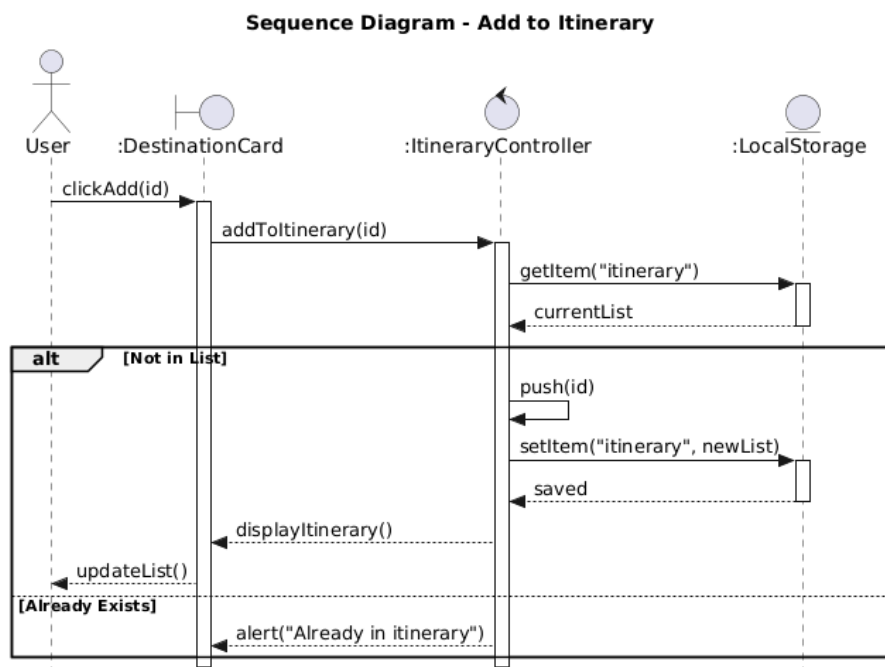 Sequence Diagram - Add to Itinerary
User
:DestinationCard
:ItineraryController
:LocalStorage
clickAdd(id)
addToItinerary(id)
getItem("itinerary")
currentList
alt
[Not in List]
push(id)
setItem("itinerary", newList)
saved
displayItinerary()
updateList()
[Already Exists]
alert("Already in itinerary")